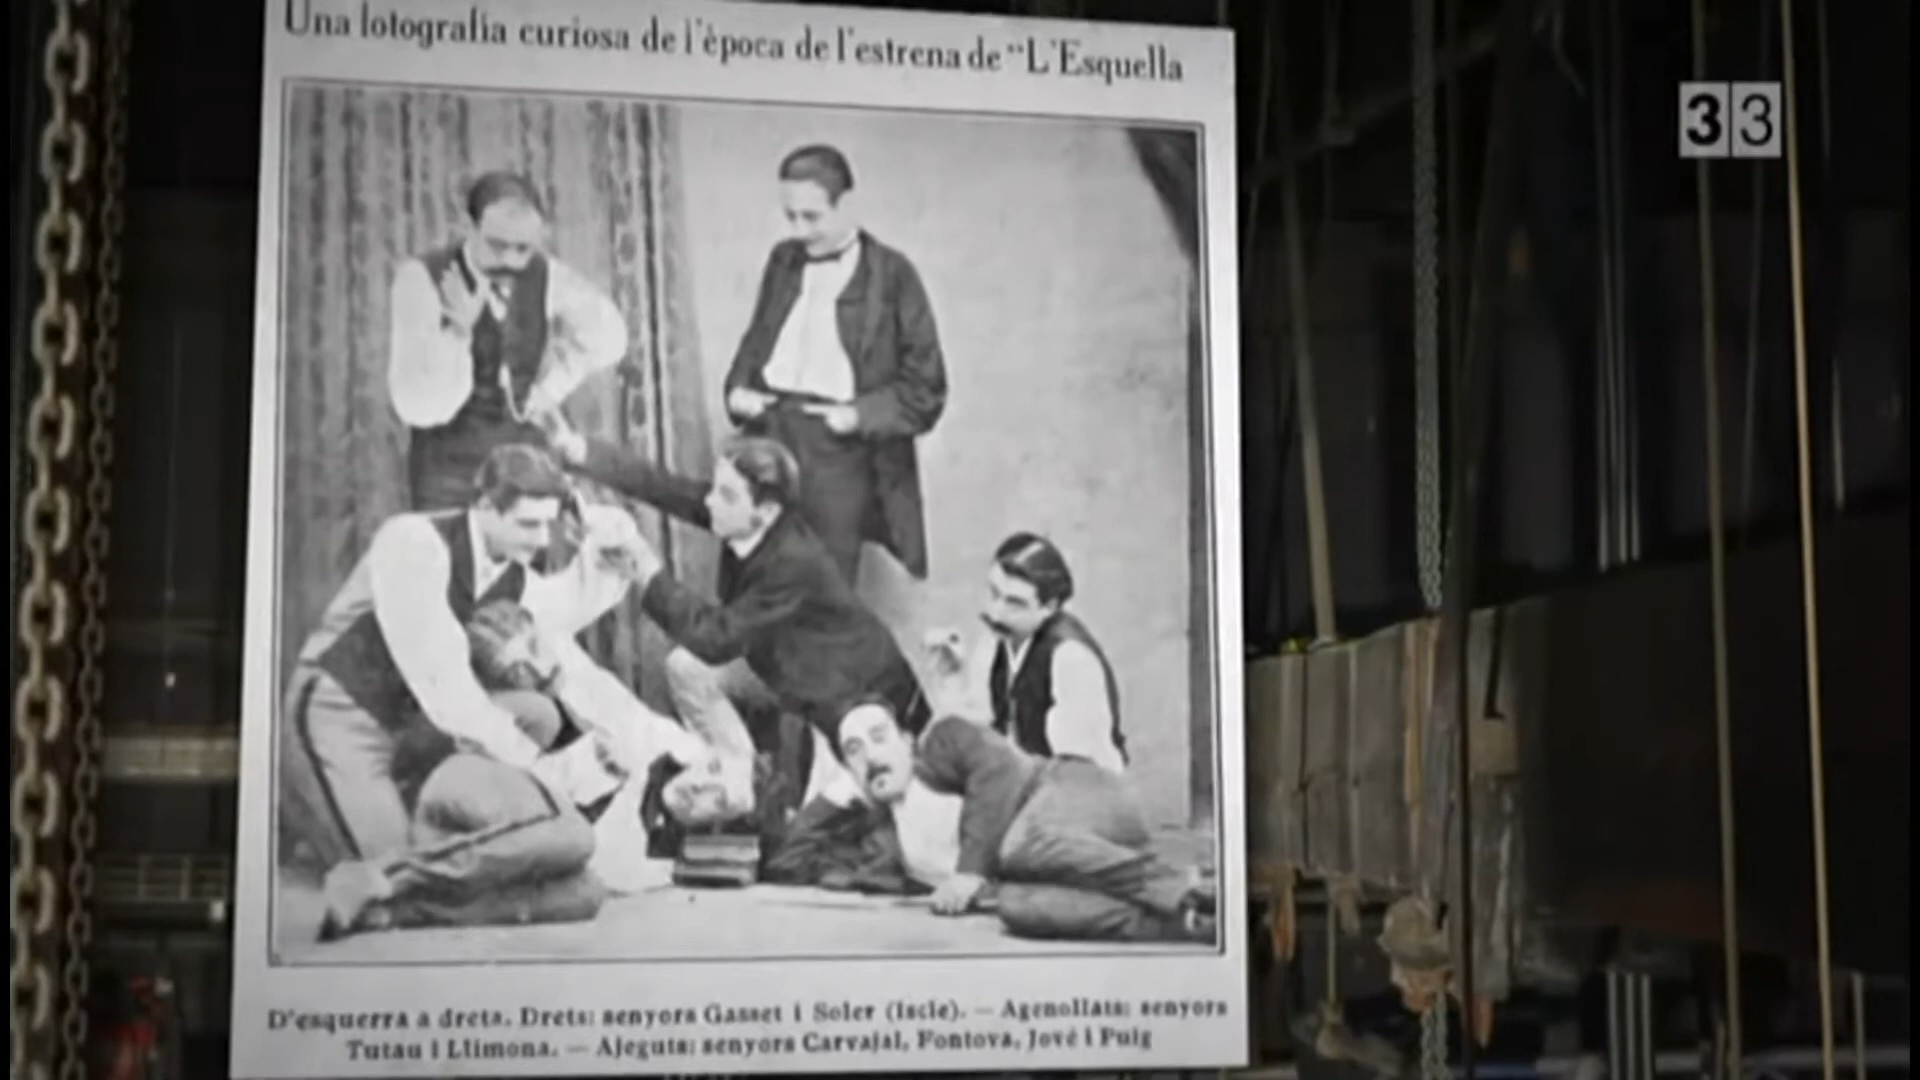 Una fotografia curiosa de l'època de l'estrena de "L'Esquella
33
D'esquerra a dreta. Drets: senyors Gasset i Soler (Iscle). — Agenollats: senyors
Tutau i Llimona. — Ajeguts: senyors Carvajal, Fontova, Jové i Puig